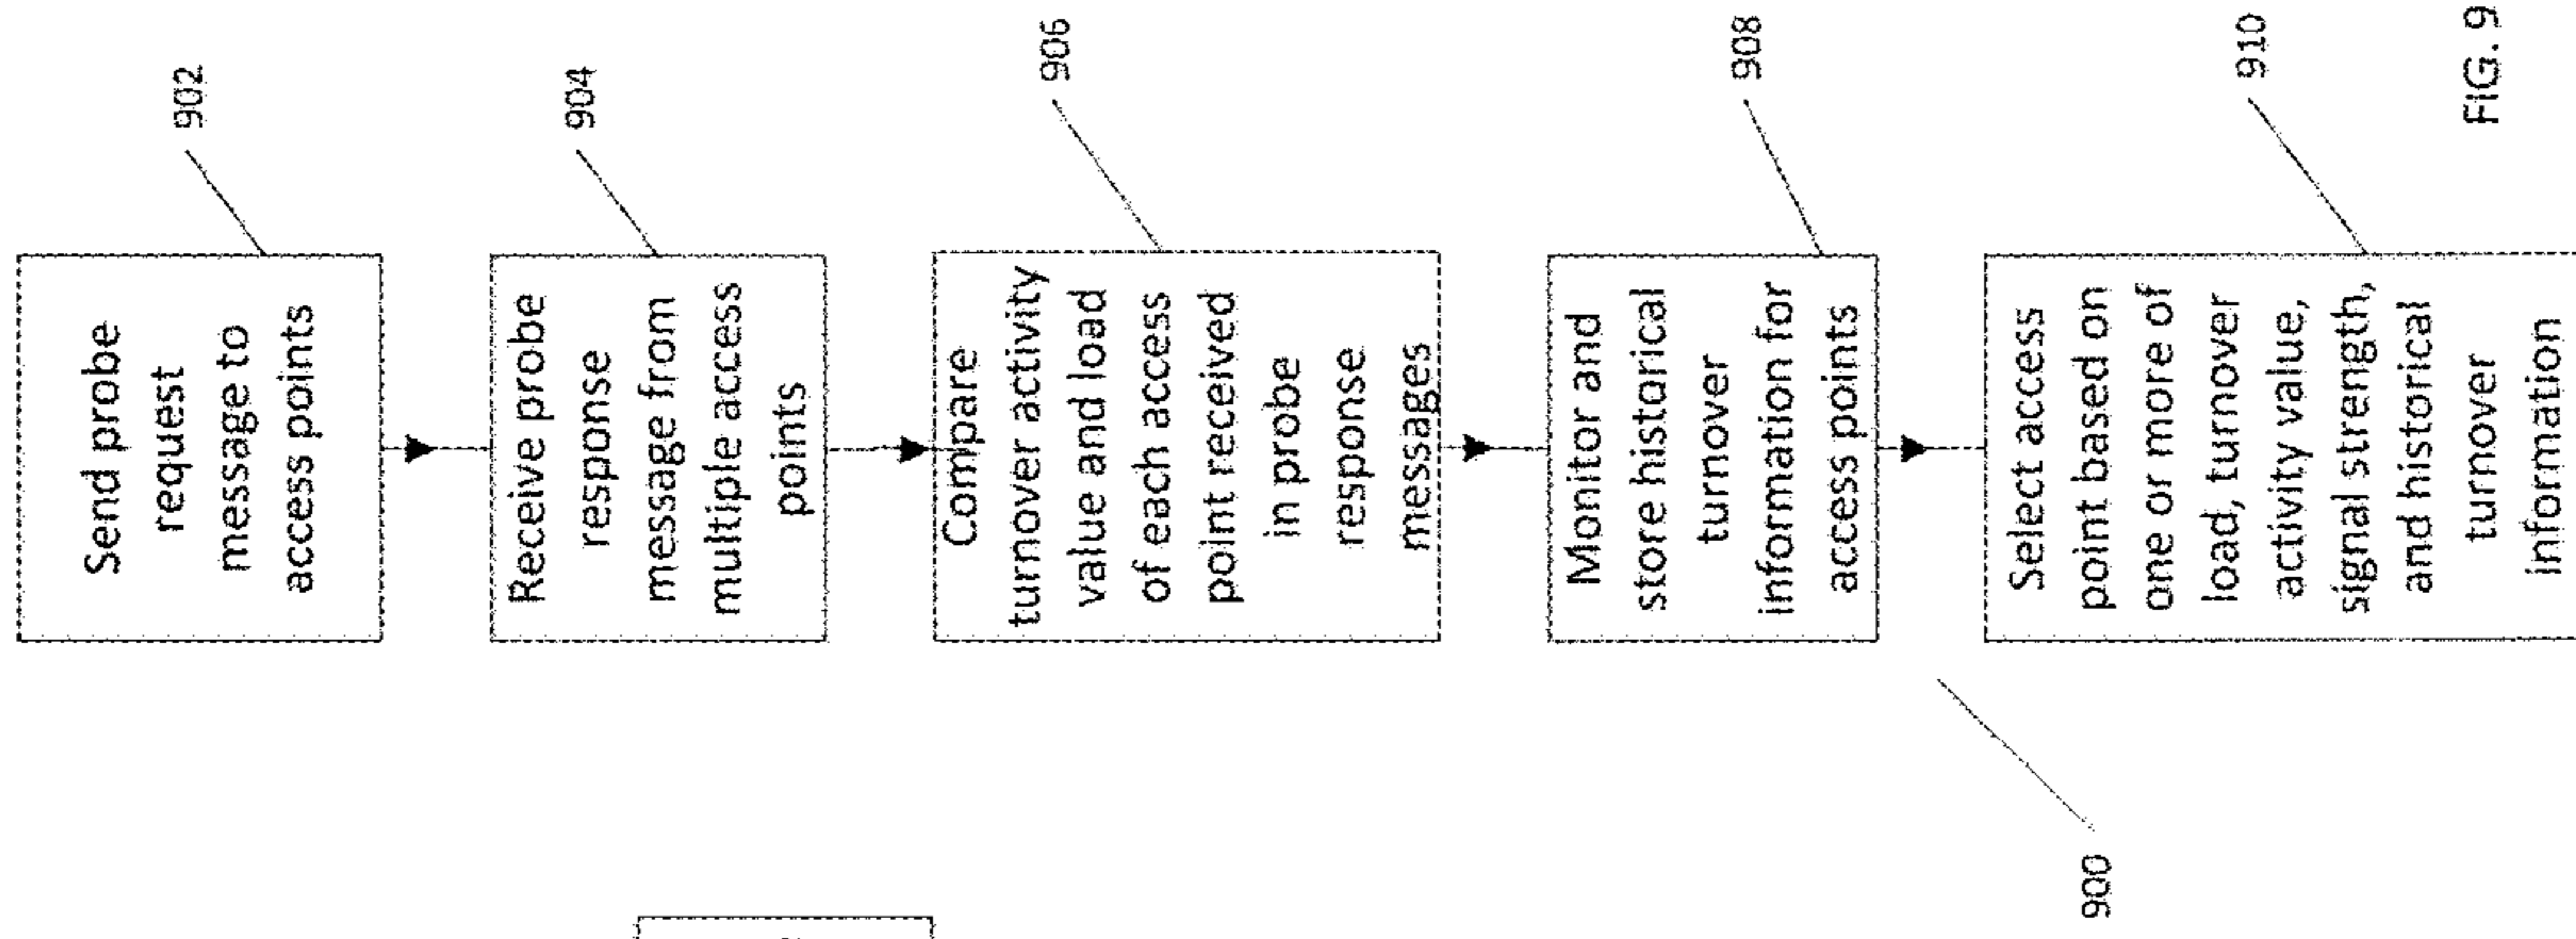 Send probe
request
message to
access points
902
Receive probe
response
message from
multiple access
points
904
Compare
turnover activity
value and load
of each access
point received
in probe
response
messages
906
Monitor and
store historical
turnover
information for
access points
908
Select access
point based on
one or more of
load, turnover
activity value,
signal strength,
and historical
turnover
information
910
900
FIG. 9